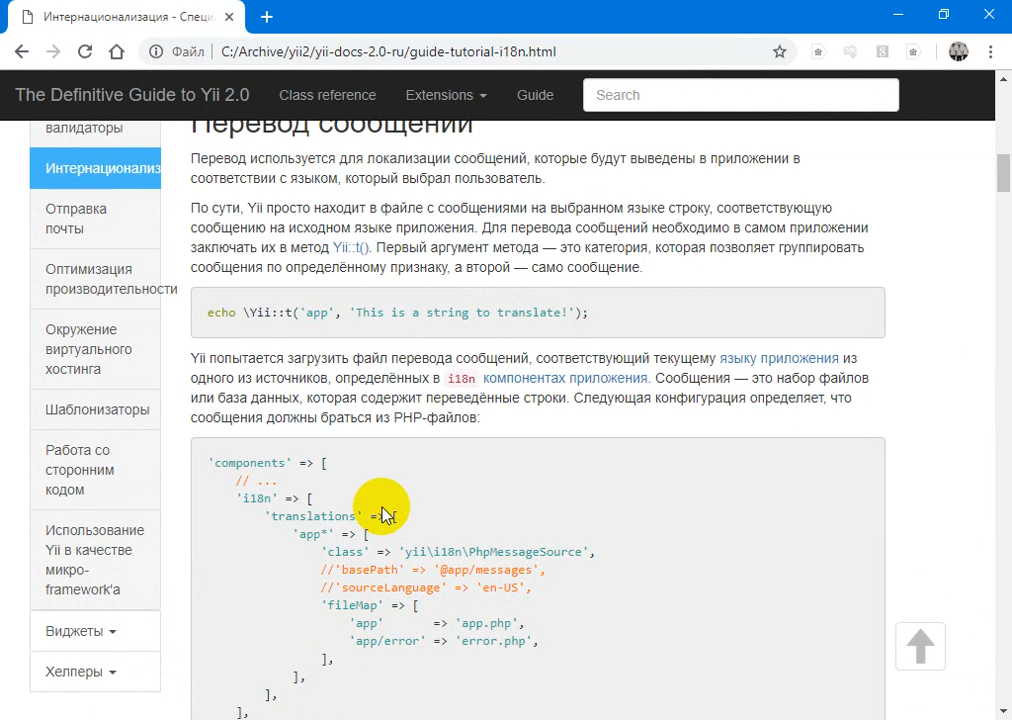 Интернационализация - Специ
Файл
C:/Archive/yii2/yii-docs-2.0-ru/guide-tutorial-i18n.html
The Definitive Guide to Yii 2.0
Class reference
Extensions
Guide
Search
валидаторы
Интернационализ
Отправка
почты
Оптимизация
производительности
Окружение
виртуального
хостинга
Шаблонизаторы
Работа со
сторонним
кодом
Использование
Yii в качестве
микро-
framework'а
Виджеты
Хелперы
Перевод сообщений
Перевод используется для локализации сообщений, которые будут выведены в приложении в
соответствии с языком, который выбрал пользователь.
По сути, Yii просто находит в файле с сообщениями на выбранном языке строку, соответствующую
сообщению на исходном языке приложения. Для перевода сообщений необходимо в самом приложении
заключать их в метод Yii::t(). Первый аргумент метода — это категория, которая позволяет группировать
сообщения по определённому признаку, а второй — само сообщение.
echo \Yii::t('app', 'This is a string to translate!');
Yii попытается загрузить файл перевода сообщений, соответствующий текущему языку приложения из
одного из источников, определённых в i18n компонентах приложения. Сообщения — это набор файлов
или база данных, которая содержит переведённые строки. Следующая конфигурация определяет, что
сообщения должны браться из PHP-файлов:
'components' => [
// ...
'i18n' => [
'translations' => [
'app*' => [
'class' => 'yii\i18n\PhpMessageSource',
//'basePath' => '@app/messages',
//'sourceLanguage' => 'en-US',
'fileMap' => [
'app' => 'app.php',
'app/error' => 'error.php',
],
],
],
],